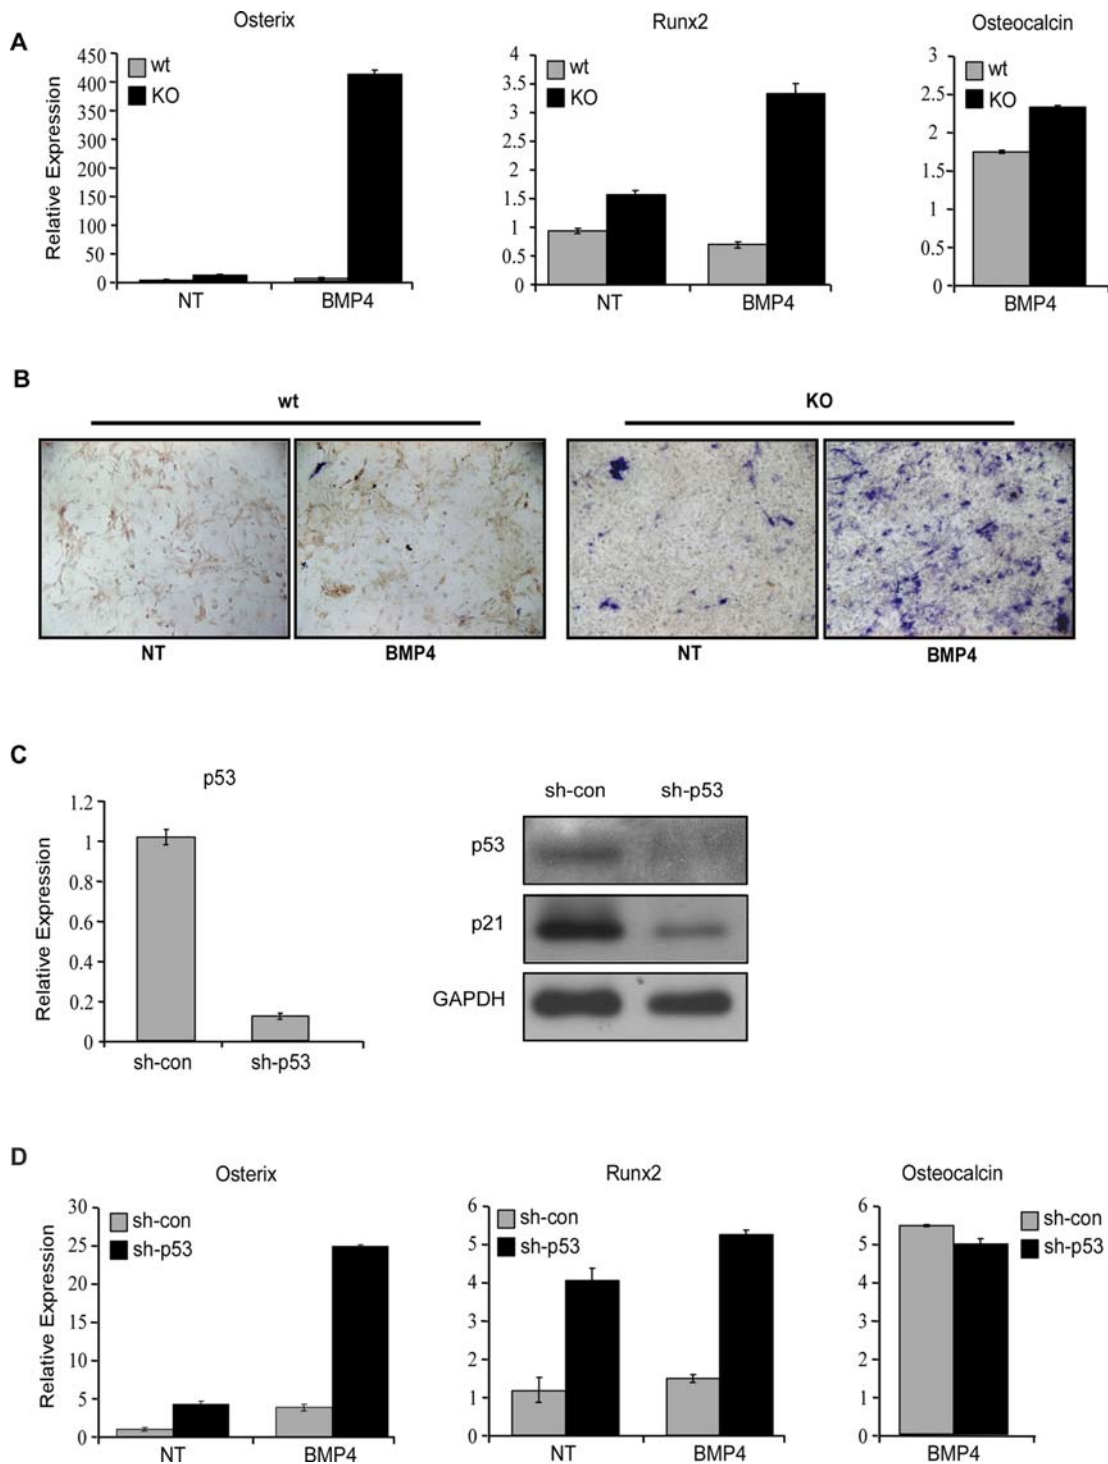 A
Osterix
Relative Expression
450
400
350
300
250
200
150
100
50
0
wt
KO
NT
BMP4
Runx2
4
3.5
3
2.5
2
1.5
1
0.5
0
wt
KO
NT
BMP4
Osteocalcin
3
2.5
2
1.5
1
0.5
0
wt
KO
BMP4
B
wt
KO
NT
BMP4
NT
BMP4
C
p53
Relative Expression
1.2
1
0.8
0.6
0.4
0.2
0
sh-con
sh-p53
sh-con
sh-p53
p53
p21
GAPDH
D
Osterix
Relative Expression
30
25
20
15
10
5
0
sh-con
sh-p53
NT
BMP4
Runx2
6
5
4
3
2
1
0
sh-con
sh-p53
NT
BMP4
Osteocalcin
6
5
4
3
2
1
0
sh-con
sh-p53
BMP4